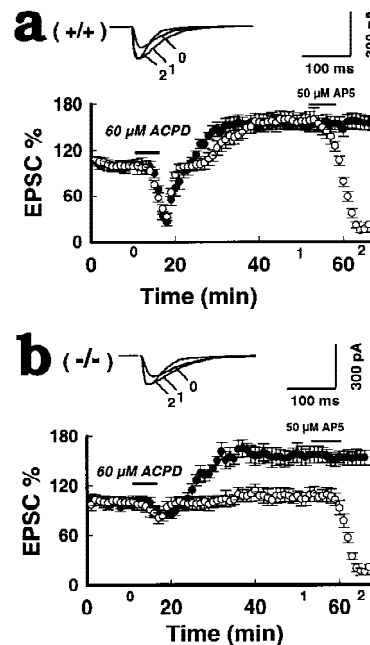 a (+/+)
0
2 1
300 pA
100 ms
50 µM AP5
60 µM ACPD
EPSC %
180
120
60
0
0
1
2
0 20 40 60
Time (min)
b (-/-)
0
2 1
300 pA
100 ms
50 µM AP5
60 µM ACPD
EPSC %
180
120
60
0
0
1
2
0 20 40 60
Time (min)